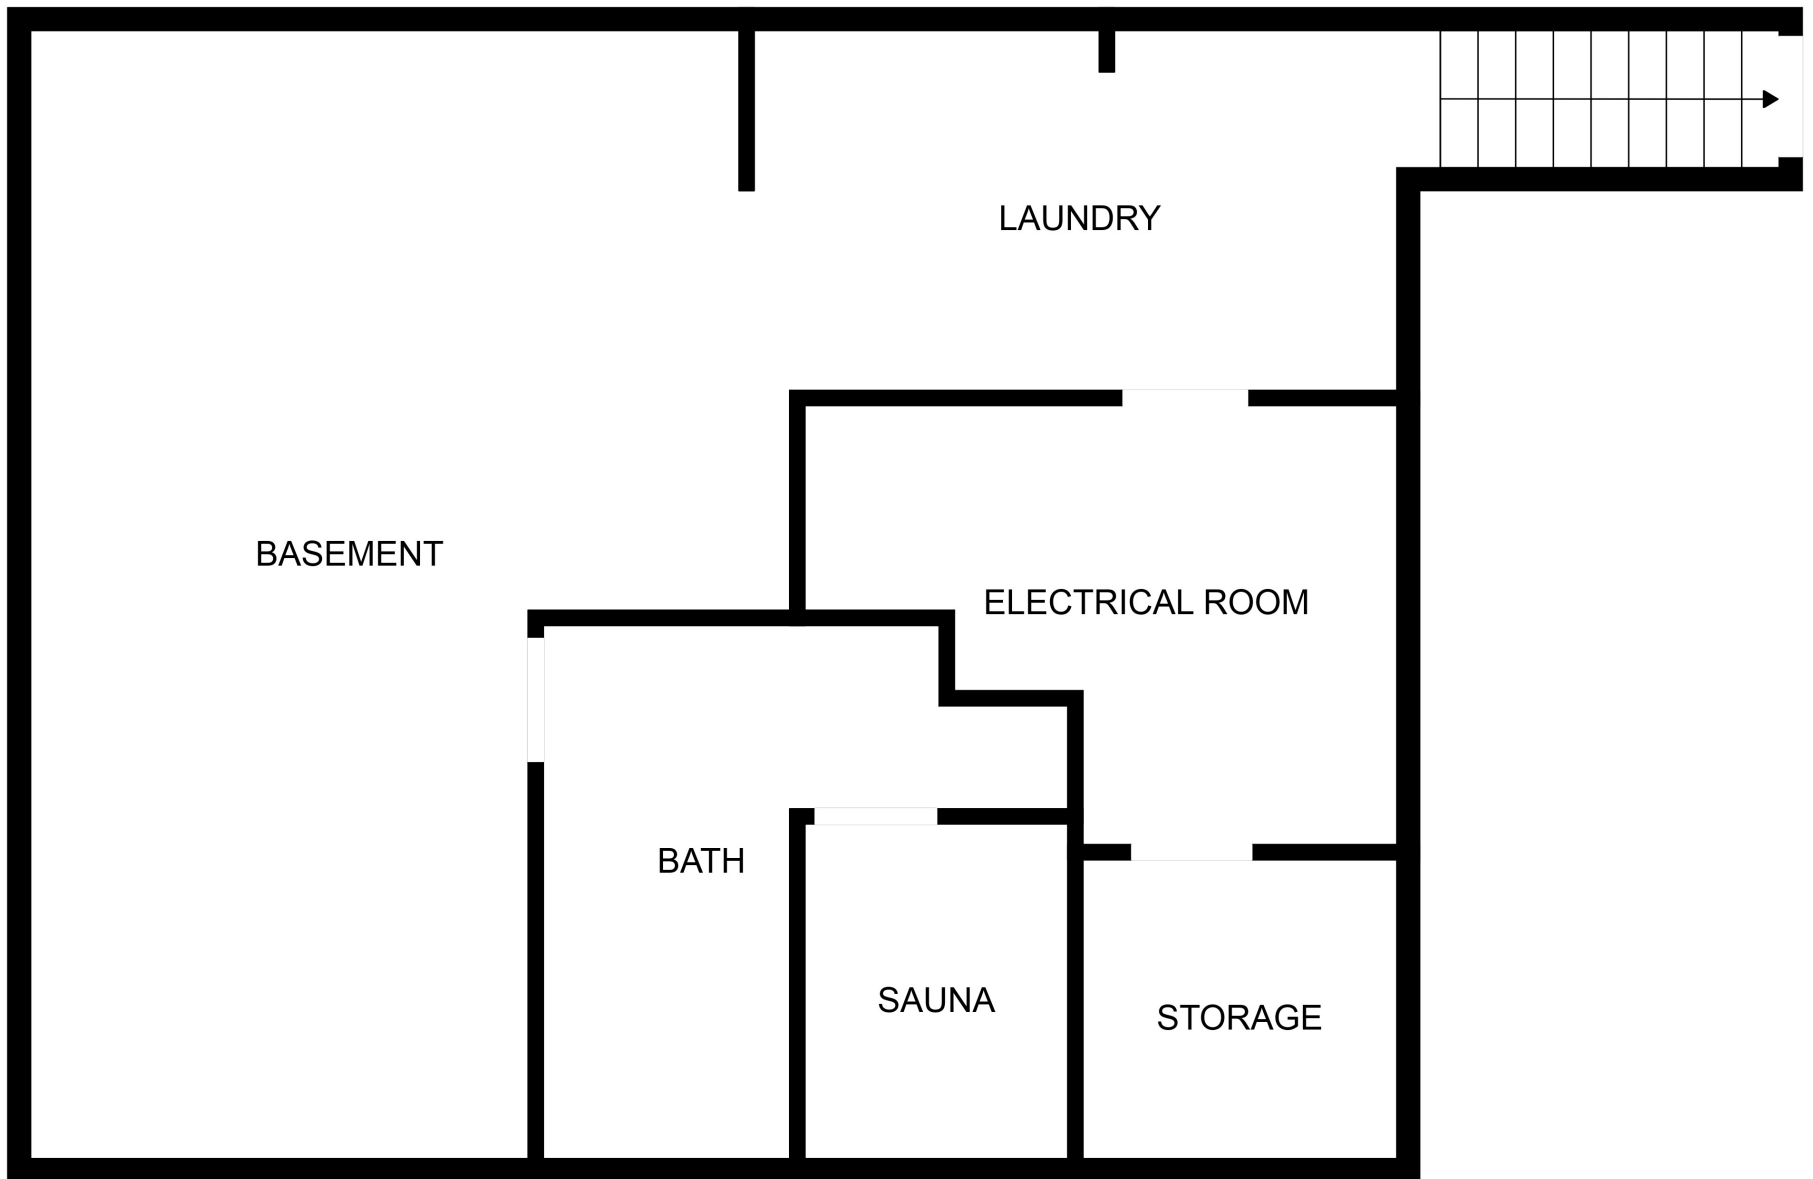 LAUNDRY
BASEMENT
ELECTRICAL ROOM
BATH
SAUNA
STORAGE